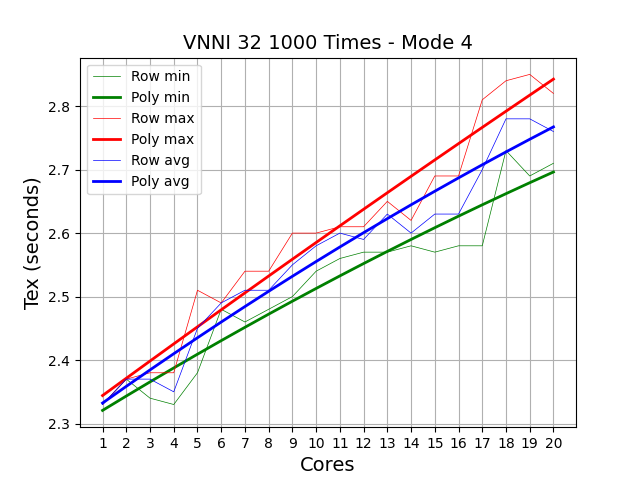 VNNI 32 1000 Times - Mode 4
Row min
Poly min
Row max
Poly max
Row avg
Poly avg
Tex (seconds)
2.8
2.7
2.6
2.5
2.4
2.3
1 2 3 4 5 6 7 8 9 10 11 12 13 14 15 16 17 18 19 20
Cores